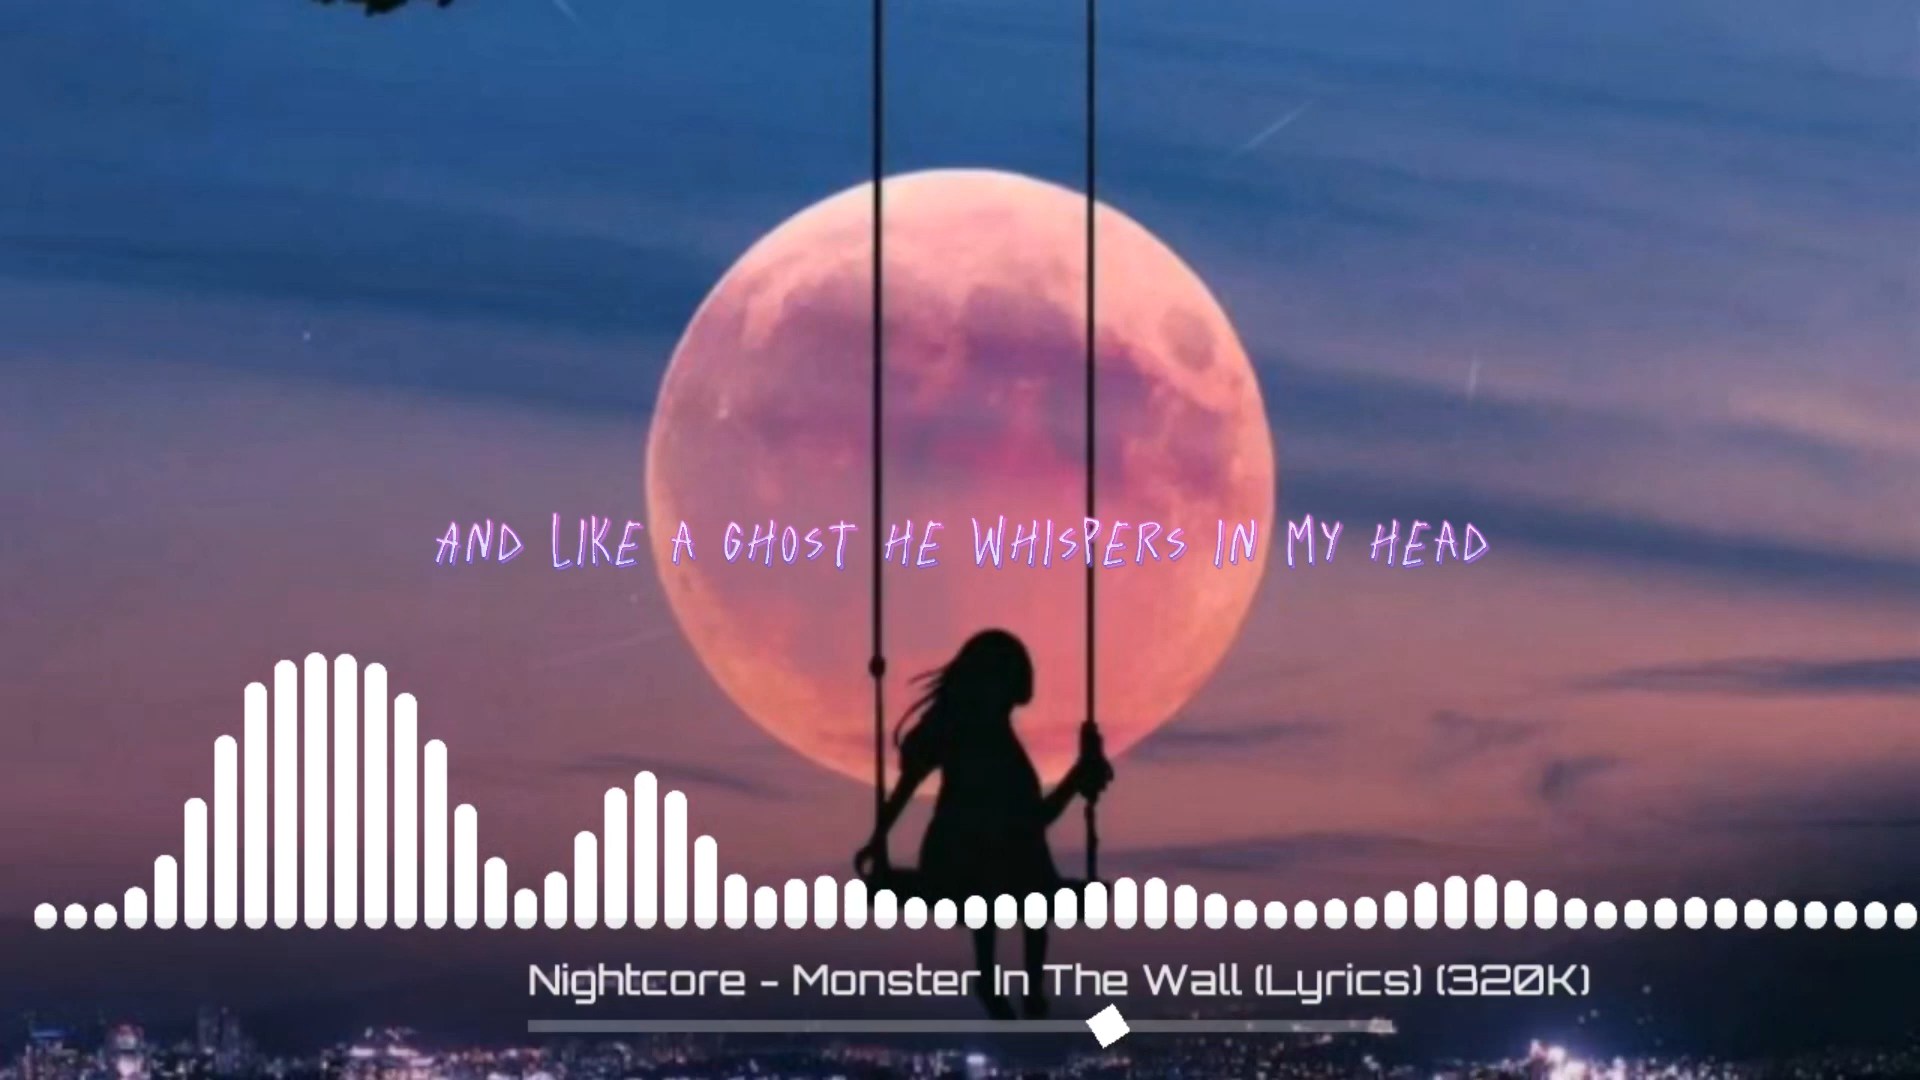 AND LIKE A GHOST HE WHISPERS IN MY HEAD
Nightcore - Monster In The Wall (Lyrics) (320K)